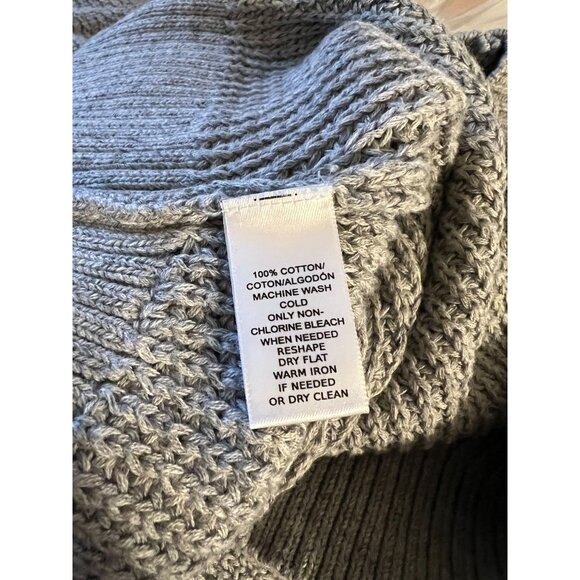 100% COTTON/
COTON/ALGODÓN
MACHINE WASH
COLD
ONLY NON-
CHLORINE BLEACH
WHEN NEEDED
RESHAPE
DRY FLAT
WARM IRON
IF NEEDED
OR DRY CLEAN